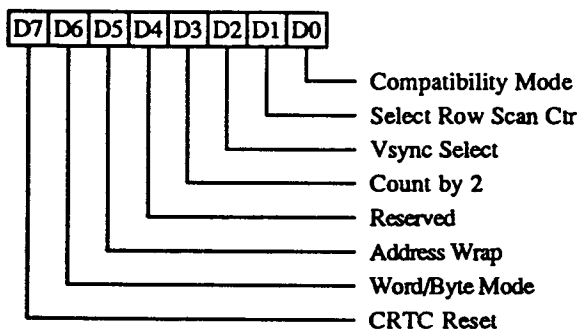 D7 D6 D5 D4 D3 D2 D1 D0
Compatibility Mode
Select Row Scan Ctr
Vsync Select
Count by 2
Reserved
Address Wrap
Word/Byte Mode
CRTC Reset